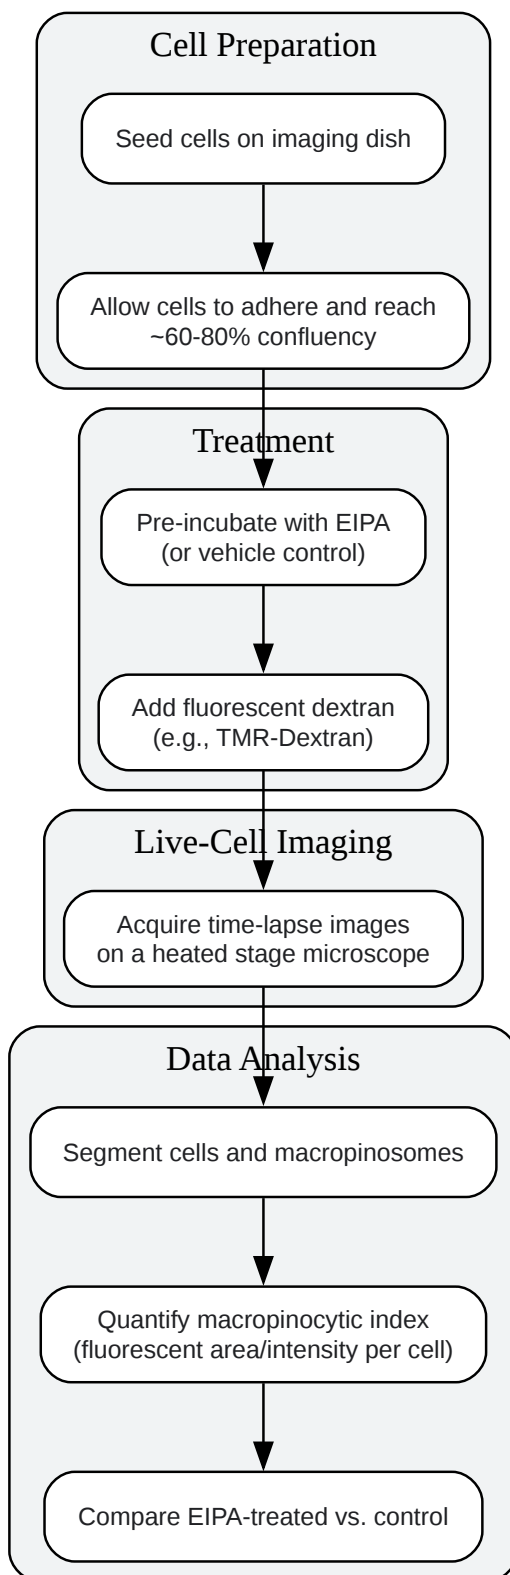 Cell Preparation
Seed cells on imaging dish
Allow cells to adhere and reach
~60-80% confluency
Treatment
Pre-incubate with EIPA
(or vehicle control)
Add fluorescent dextran
(e.g., TMR-Dextran)
Live-Cell Imaging
Acquire time-lapse images
on a heated stage microscope
Data Analysis
Segment cells and macropinosomes
Quantify macropinocytic index
(fluorescent area/intensity per cell)
Compare EIPA-treated vs. control